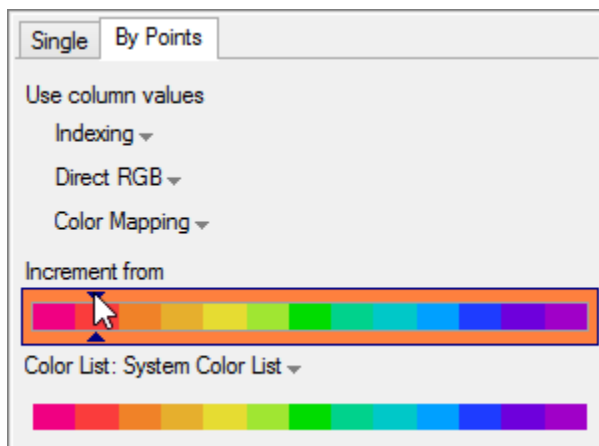 Single By Points
Use column values
Indexing
Direct RGB
Color Mapping
Increment from
Color List: System Color List